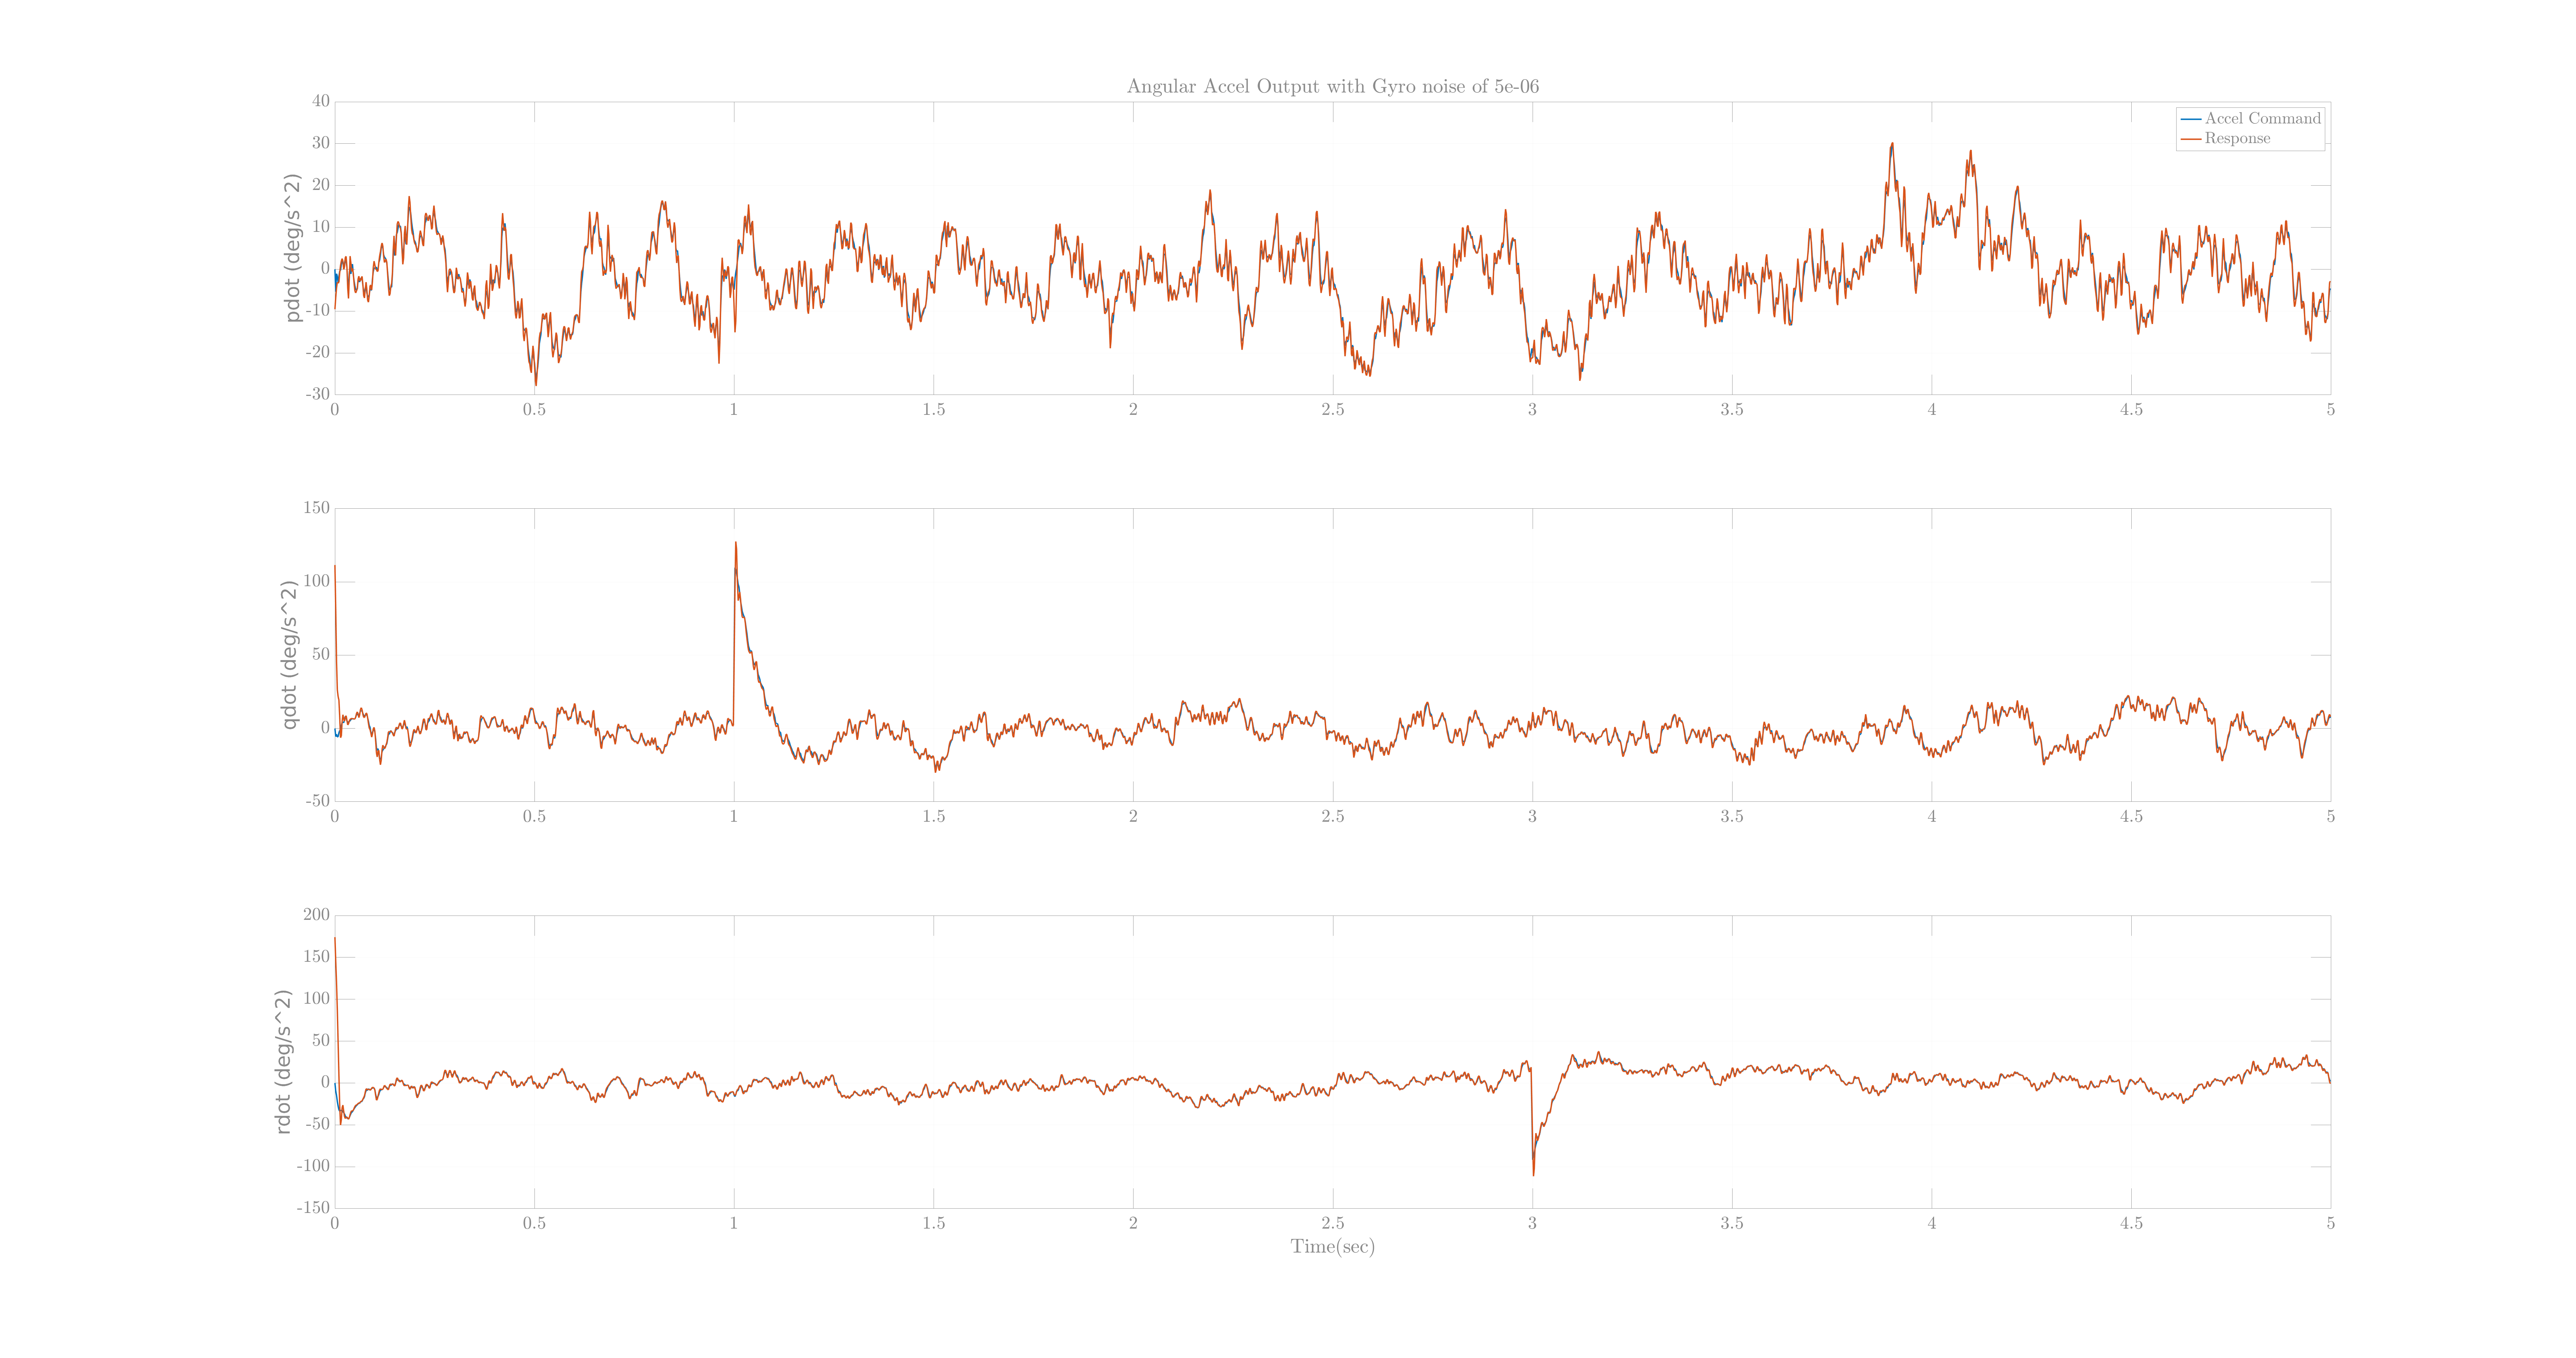 Angular Accel Output with Gyro noise of 5e-06
Accel Command
Response
pdot (deg/s^2)
40
30
20
10
0
-10
-20
-30
0 0.5 1 1.5 2 2.5 3 3.5 4 4.5 5
qdot (deg/s^2)
150
100
50
0
-50
0 0.5 1 1.5 2 2.5 3 3.5 4 4.5 5
rdot (deg/s^2)
200
150
100
50
0
-50
-100
-150
0 0.5 1 1.5 2 2.5 3 3.5 4 4.5 5
Time(sec)